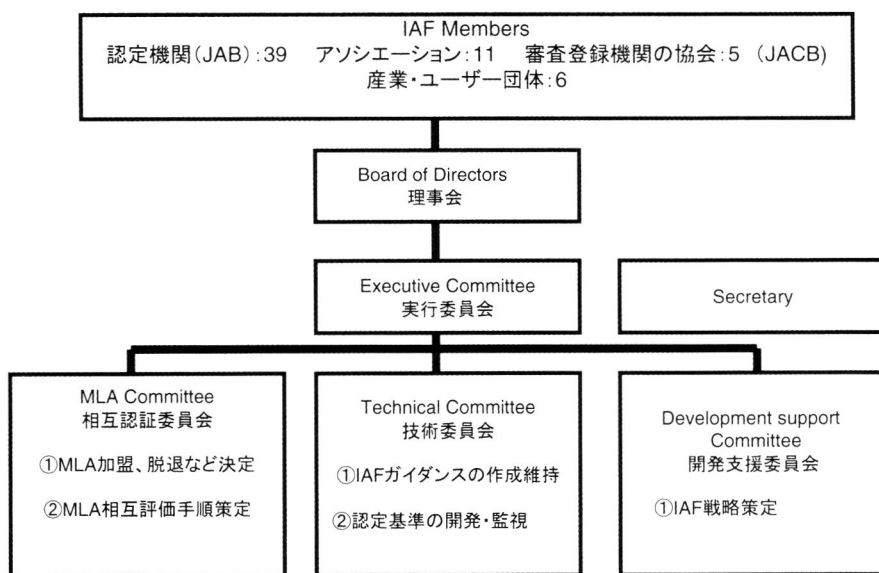 IAF Members
認定機関(JAB):39 アソシエーション:11 審査登録機関の協会:5 (JACB)
産業・ユーザー団体:6
Board of Directors
理事会
Executive Committee
実行委員会
Secretary
MLA Committee
相互認証委員会
①MLA加盟、脱退など決定
②MLA相互評価手順策定
Technical Committee
技術委員会
①IAFガイダンスの作成維持
②認定基準の開発・監視
Development support
Committee
開発支援委員会
①IAF戦略策定